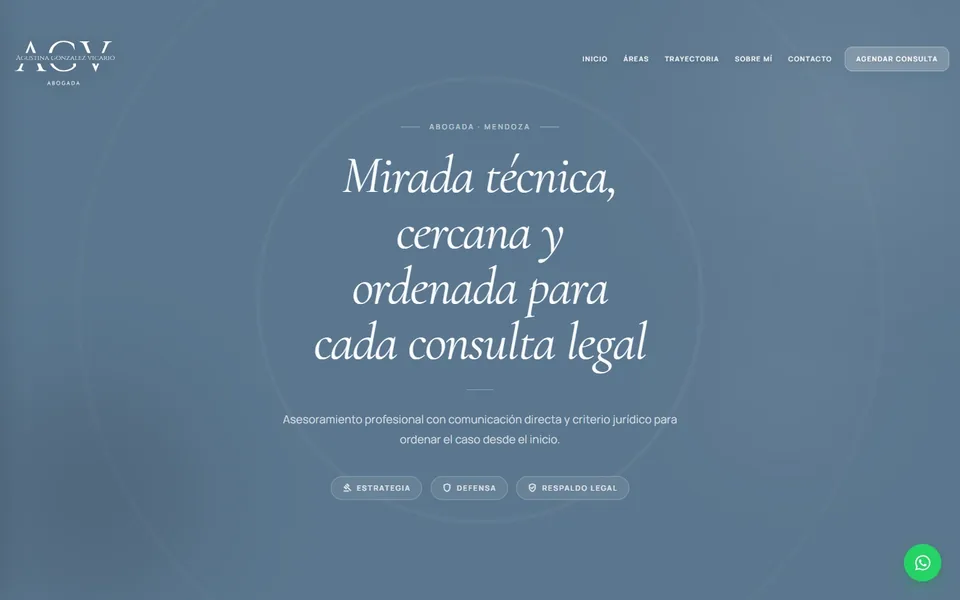 AGV
AGUSTINA GONZALEZ VICARIO
ABOGADA
INICIO
ÁREAS
TRAYECTORIA
SOBRE MÍ
CONTACTO
AGENDAR CONSULTA
ABOGADA · MENDOZA
Mirada técnica,
cercana y
ordenada para
cada consulta legal
Asesoramiento profesional con comunicación directa y criterio jurídico para
ordenar el caso desde el inicio.
ESTRATEGIA
DEFENSA
RESPALDO LEGAL